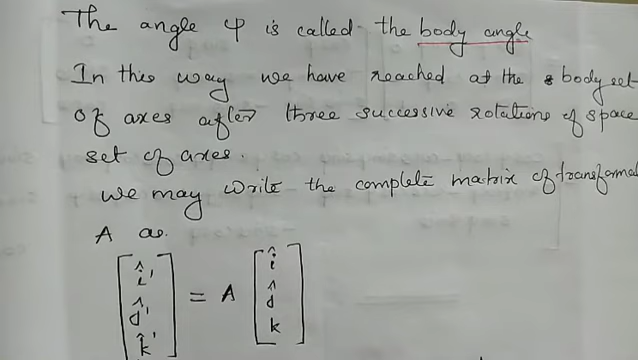 The angle ψ is called the body angle
In this way we have reached at the body set
of axes after three successive rotations of space
set of axes.
We may write the complete matrix of transformed
A as
[î' ĵ' k̂'] = A [î ĵ k]